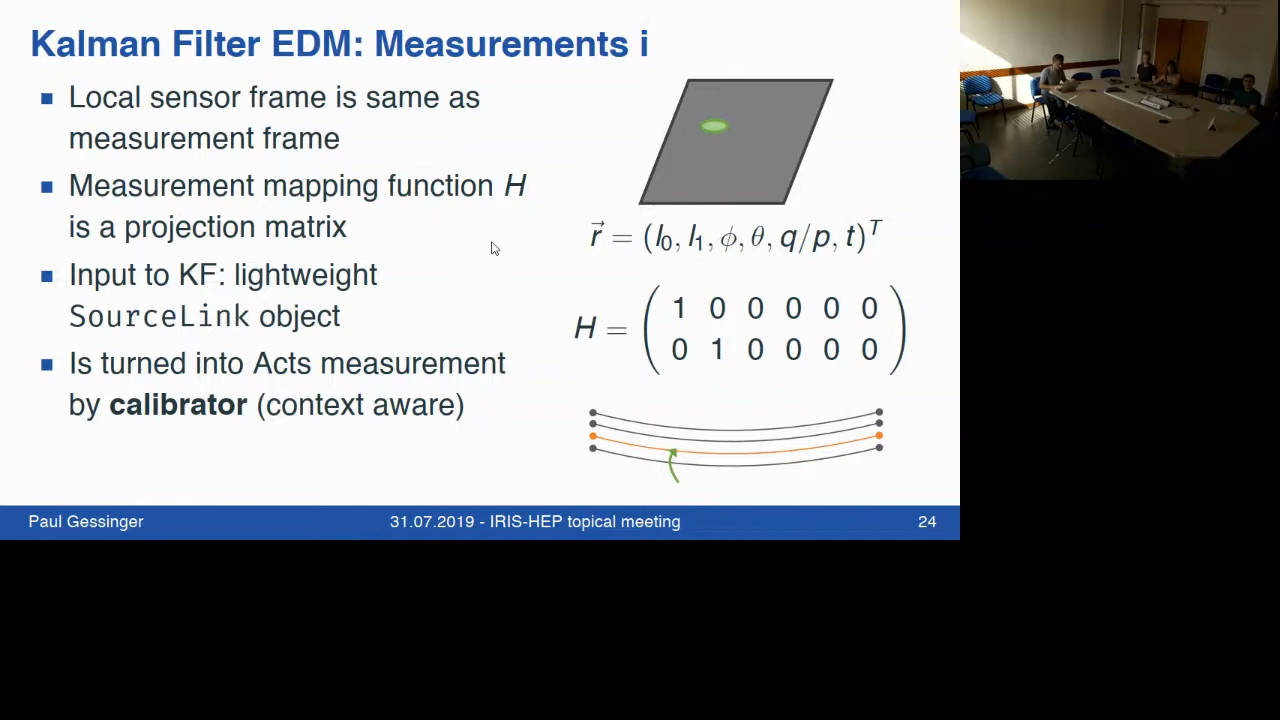 Kalman Filter EDM: Measurements i
Local sensor frame is same as
measurement frame
Measurement mapping function H
is a projection matrix
Input to KF: lightweight
SourceLink object
Is turned into Acts measurement
by calibrator (context aware)
r⃗ = (l₀, l₁, ϕ, θ, q/p, t)ᵀ
H = ( 1 0 0 0 0 0
0 1 0 0 0 0 )
Paul Gessinger 31.07.2019 - IRIS-HEP topical meeting 24